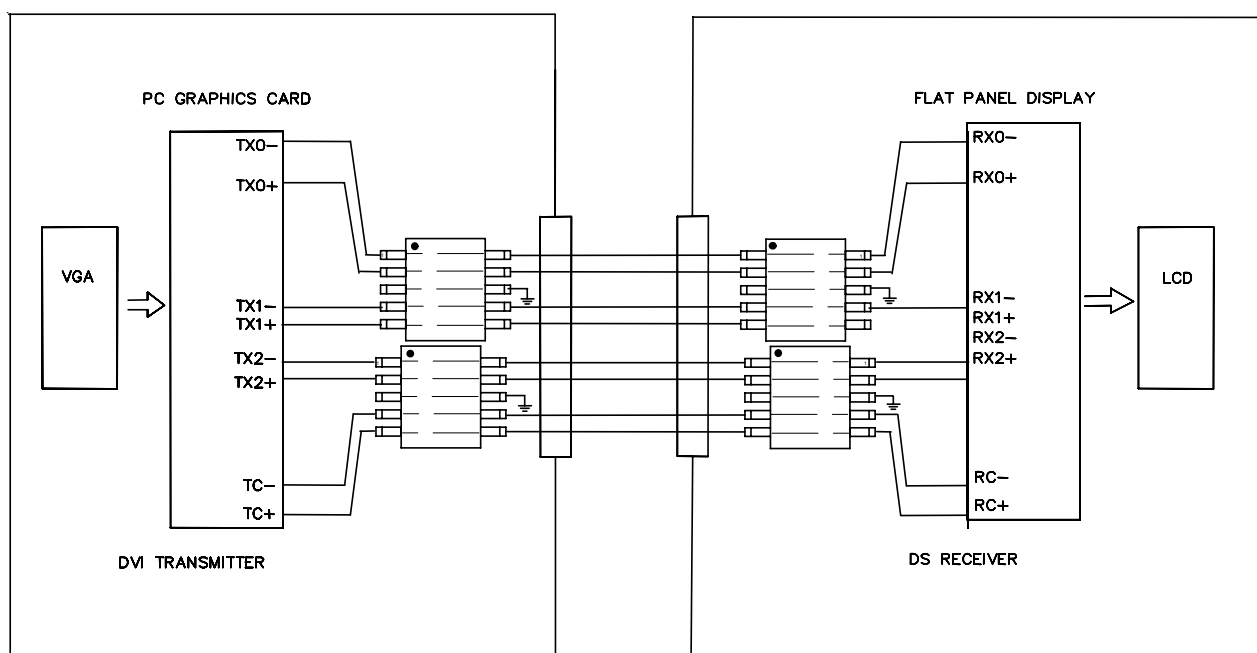 PC GRAPHICS CARD
TX0-
TX0+
VGA
TX1-
TX1+
TX2-
TX2+
TC-
TC+
DVI TRANSMITTER
FLAT PANEL DISPLAY
RX0-
RX0+
RX1-
RX1+
RX2-
RX2+
LCD
RC-
RC+
DS RECEIVER